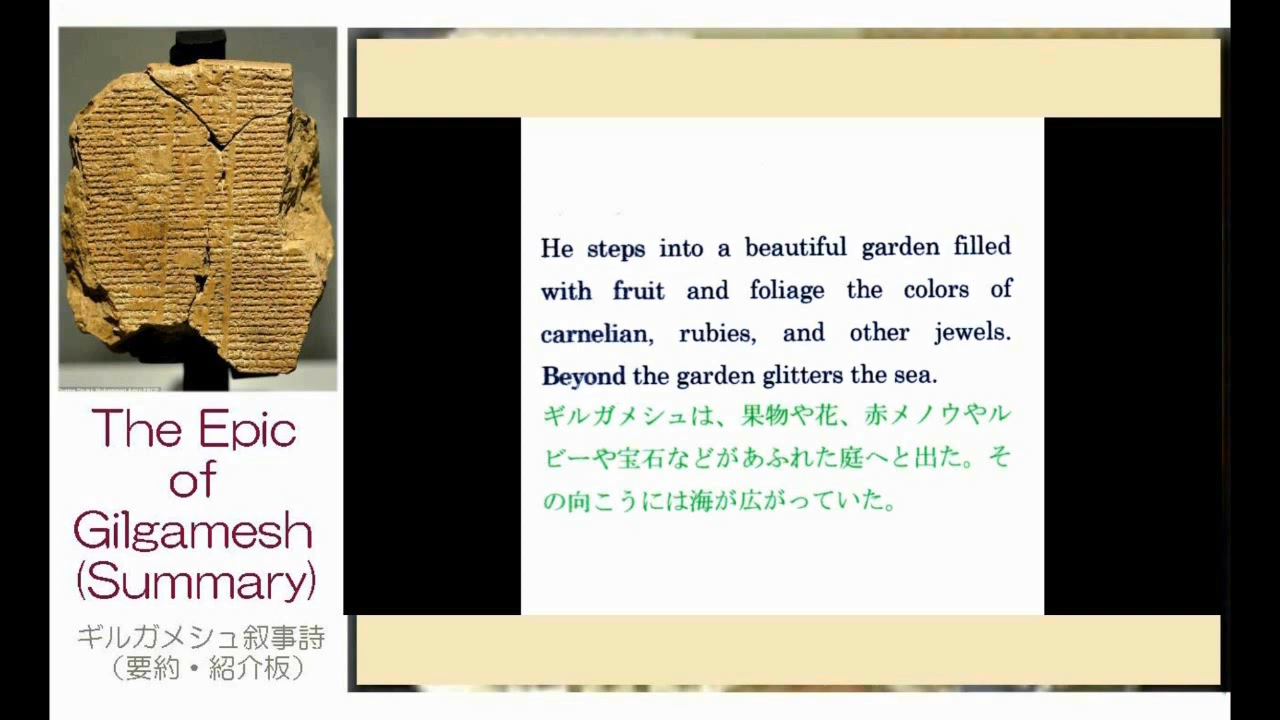 The Epic
of
Gilgamesh
(Summary)
ギルガメシュ叙事詩
（要約・紹介板）
He steps into a beautiful garden filled
with fruit and foliage the colors of
carnelian, rubies, and other jewels.
Beyond the garden glitters the sea.
ギルガメシュは、果物や花、赤メノウやル
ビーや宝石などがあふれた庭へと出た。そ
の向こうには海が広がっていた。